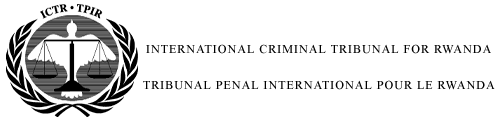 ICTR • TPIR
INTERNATIONAL CRIMINAL TRIBUNAL FOR RWANDA
TRIBUNAL PENAL INTERNATIONAL POUR LE RWANDA